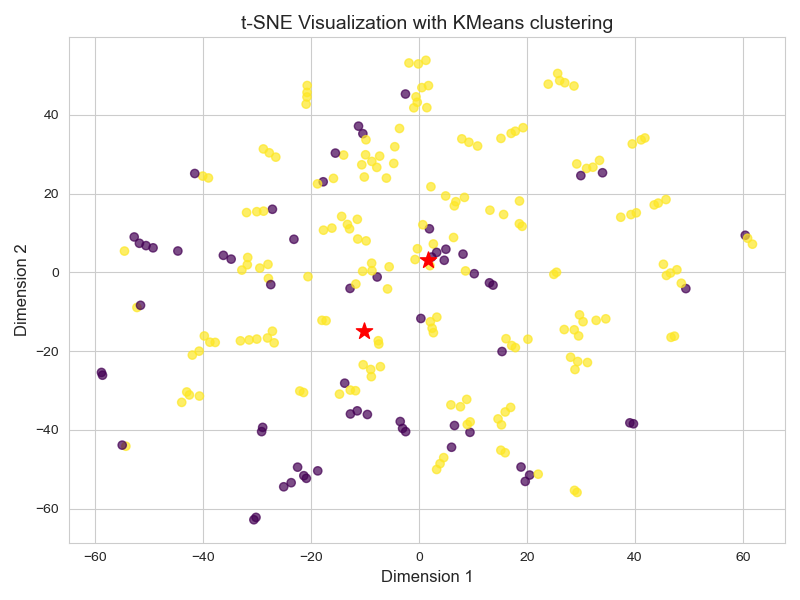 t-SNE Visualization with KMeans clustering
Dimension 2
40
20
0
−20
−40
−60
−60 −40 −20 0 20 40 60
Dimension 1